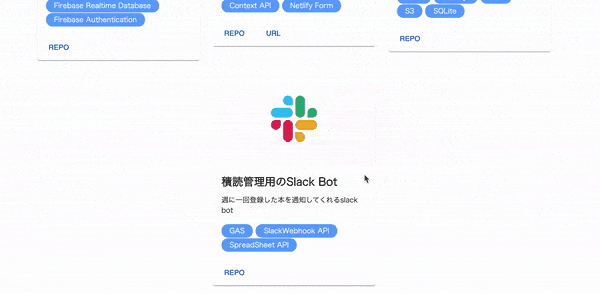 Firebase Realtime Database
Firebase Authentication
REPO
Context API Netlify Form
REPO URL
S3 SQLite
REPO
積読管理用のSlack Bot
週に一回登録した本を通知してくれるslack
bot
GAS SlackWebhook API
SpreadSheet API
REPO